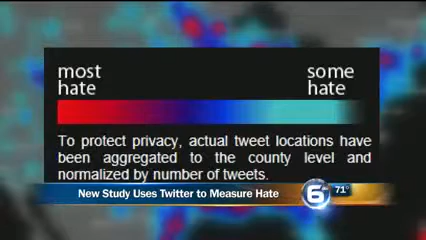 most some
hate hate
To protect privacy, actual tweet locations have
been aggregated to the county level and
normalized by number of tweets.
New Study Uses Twitter to Measure Hate 6 71°